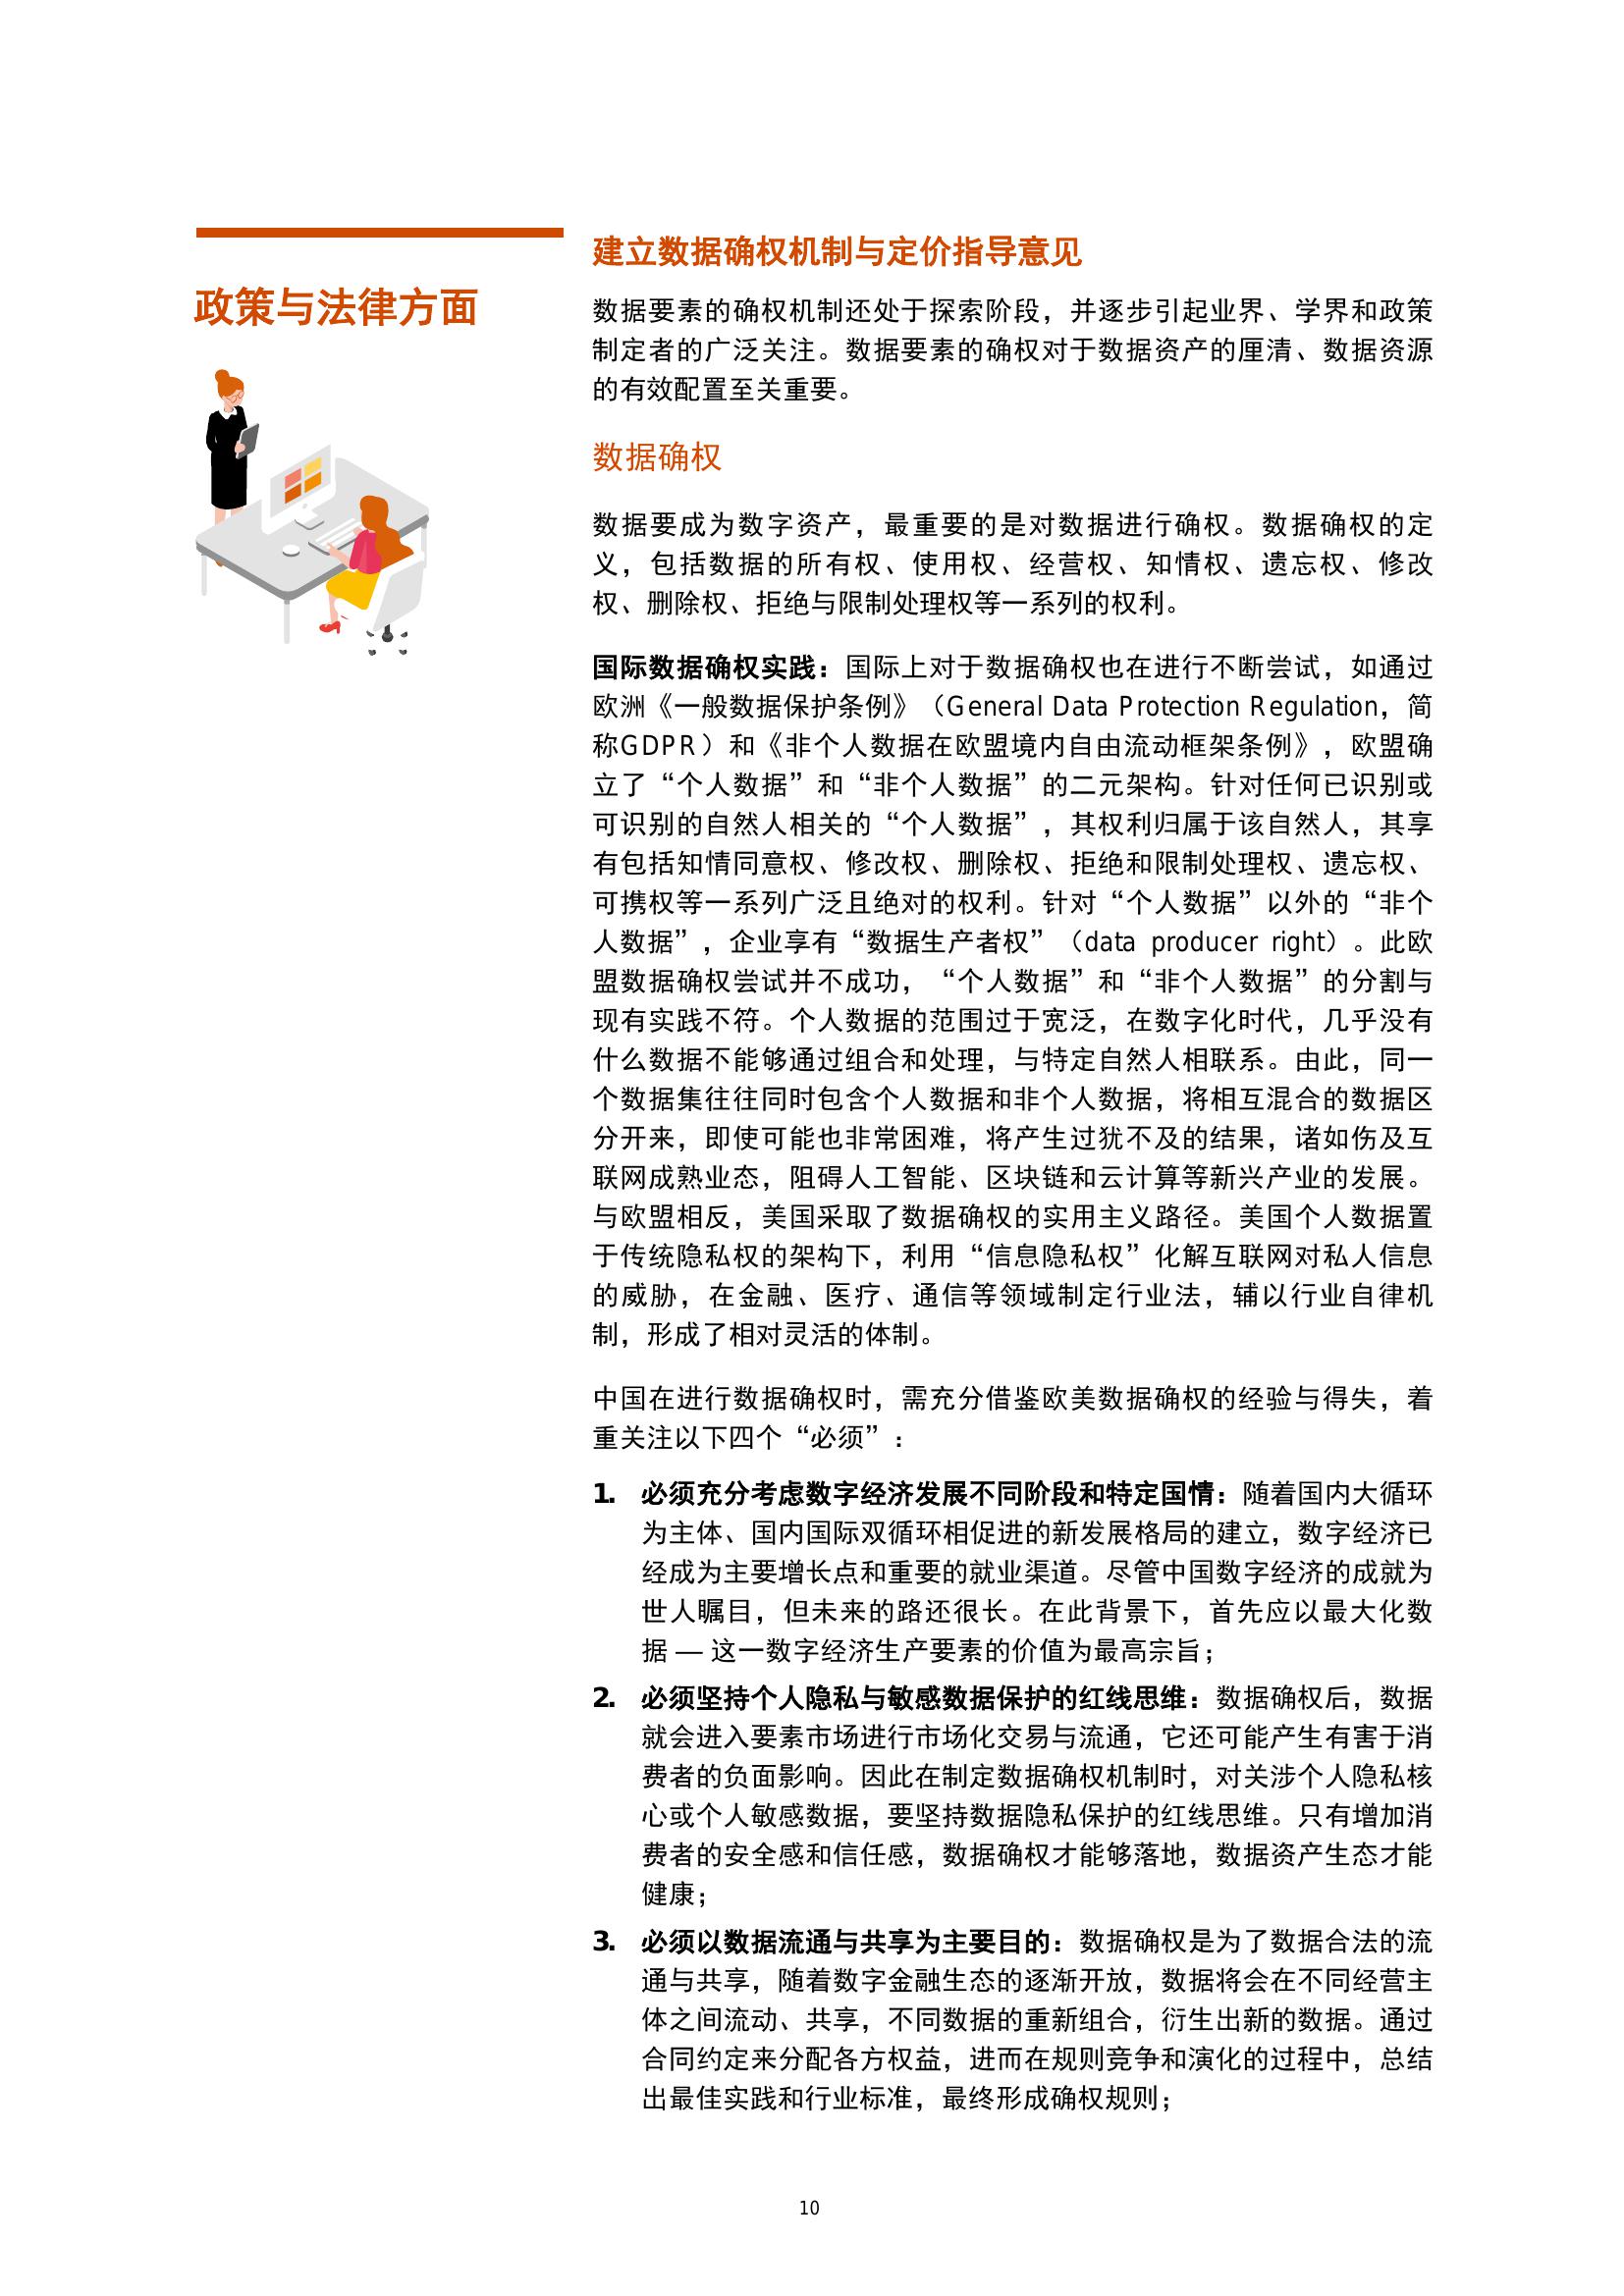 政策与法律方面
建立数据确权机制与定价指导意见
数据要素的确权机制还处于探索阶段，并逐步引起业界、学界和政策
制定者的广泛关注。数据要素的确权对于数据资产的厘清、数据资源
的有效配置至关重要。
数据确权
数据要成为数字资产，最重要的是对数据进行确权。数据确权的定
义，包括数据的所有权、使用权、经营权、知情权、遗忘权、修改
权、删除权、拒绝与限制处理权等一系列的权利。
国际数据确权实践：国际上对于数据确权也在进行不断尝试，如通过
欧洲《一般数据保护条例》（General Data Protection Regulation，简
称GDPR）和《非个人数据在欧盟境内自由流动框架条例》，欧盟确
立了“个人数据”和“非个人数据”的二元架构。针对任何已识别或
可识别的自然人相关的“个人数据”，其权利归属于该自然人，其享
有包括知情同意权、修改权、删除权、拒绝和限制处理权、遗忘权、
可携权等一系列广泛且绝对的权利。针对“个人数据”以外的“非个
人数据”，企业享有“数据生产者权”（data producer right）。此欧
盟数据确权尝试并不成功，“个人数据”和“非个人数据”的分割与
现有实践不符。个人数据的范围过于宽泛，在数字化时代，几乎没有
什么数据不能够通过组合和处理，与特定自然人相联系。由此，同一
个数据集往往同时包含个人数据和非个人数据，将相互混合的数据区
分开来，即使可能也非常困难，将产生过犹不及的结果，诸如伤及互
联网成熟业态，阻碍人工智能、区块链和云计算等新兴产业的发展。
与欧盟相反，美国采取了数据确权的实用主义路径。美国个人数据置
于传统隐私权的架构下，利用“信息隐私权”化解互联网对私人信息
的威胁，在金融、医疗、通信等领域制定行业法，辅以行业自律机
制，形成了相对灵活的体制。
中国在进行数据确权时，需充分借鉴欧美数据确权的经验与得失，着
重关注以下四个“必须”：
1. 必须充分考虑数字经济发展不同阶段和特定国情：随着国内大循环
为主体、国内国际双循环相促进的新发展格局的建立，数字经济已
经成为主要增长点和重要的就业渠道。尽管中国数字经济的成就为
世人瞩目，但未来的路还很长。在此背景下，首先应以最大化数
据 — 这一数字经济生产要素的价值为最高宗旨；
2. 必须坚持个人隐私与敏感数据保护的红线思维：数据确权后，数据
就会进入要素市场进行市场化交易与流通，它还可能产生有害于消
费者的负面影响。因此在制定数据确权机制时，对关涉个人隐私核
心或个人敏感数据，要坚持数据隐私保护的红线思维。只有增加消
费者的安全感和信任感，数据确权才能够落地，数据资产生态才能
健康；
3. 必须以数据流通与共享为主要目的：数据确权是为了数据合法的流
通与共享，随着数字金融生态的逐渐开放，数据将会在不同经营主
体之间流动、共享，不同数据的重新组合，衍生出新的数据。通过
合同约定来分配各方权益，进而在规则竞争和演化的过程中，总结
出最佳实践和行业标准，最终形成确权规则；
10